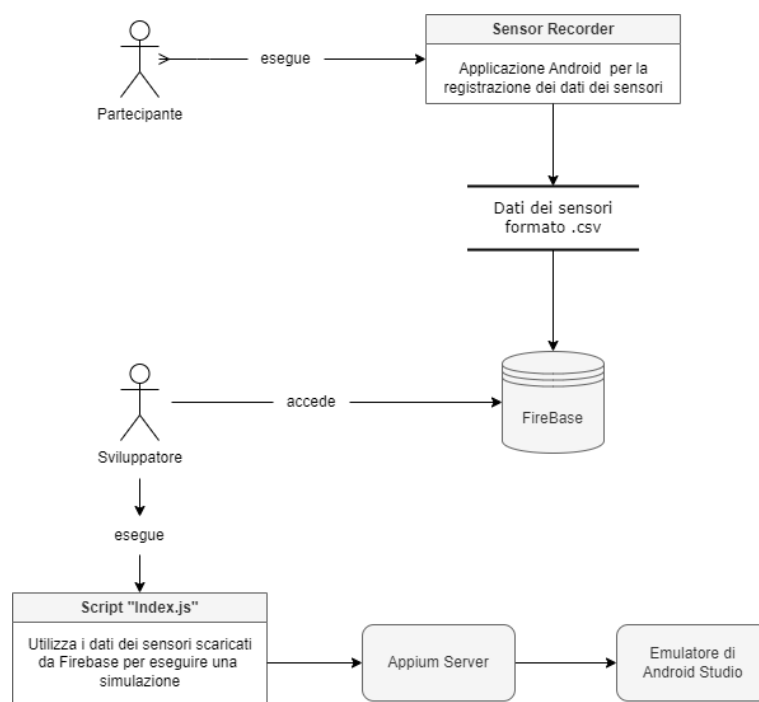 Sensor Recorder
esegue
Applicazione Android per la
registrazione dei dati dei sensori
Partecipante
Dati dei sensori
formato .csv
accede
FireBase
Sviluppatore
esegue
Script "Index.js"
Utilizza i dati dei sensori scaricati
da Firebase per eseguire una
simulazione
Appium Server
Emulatore di
Android Studio